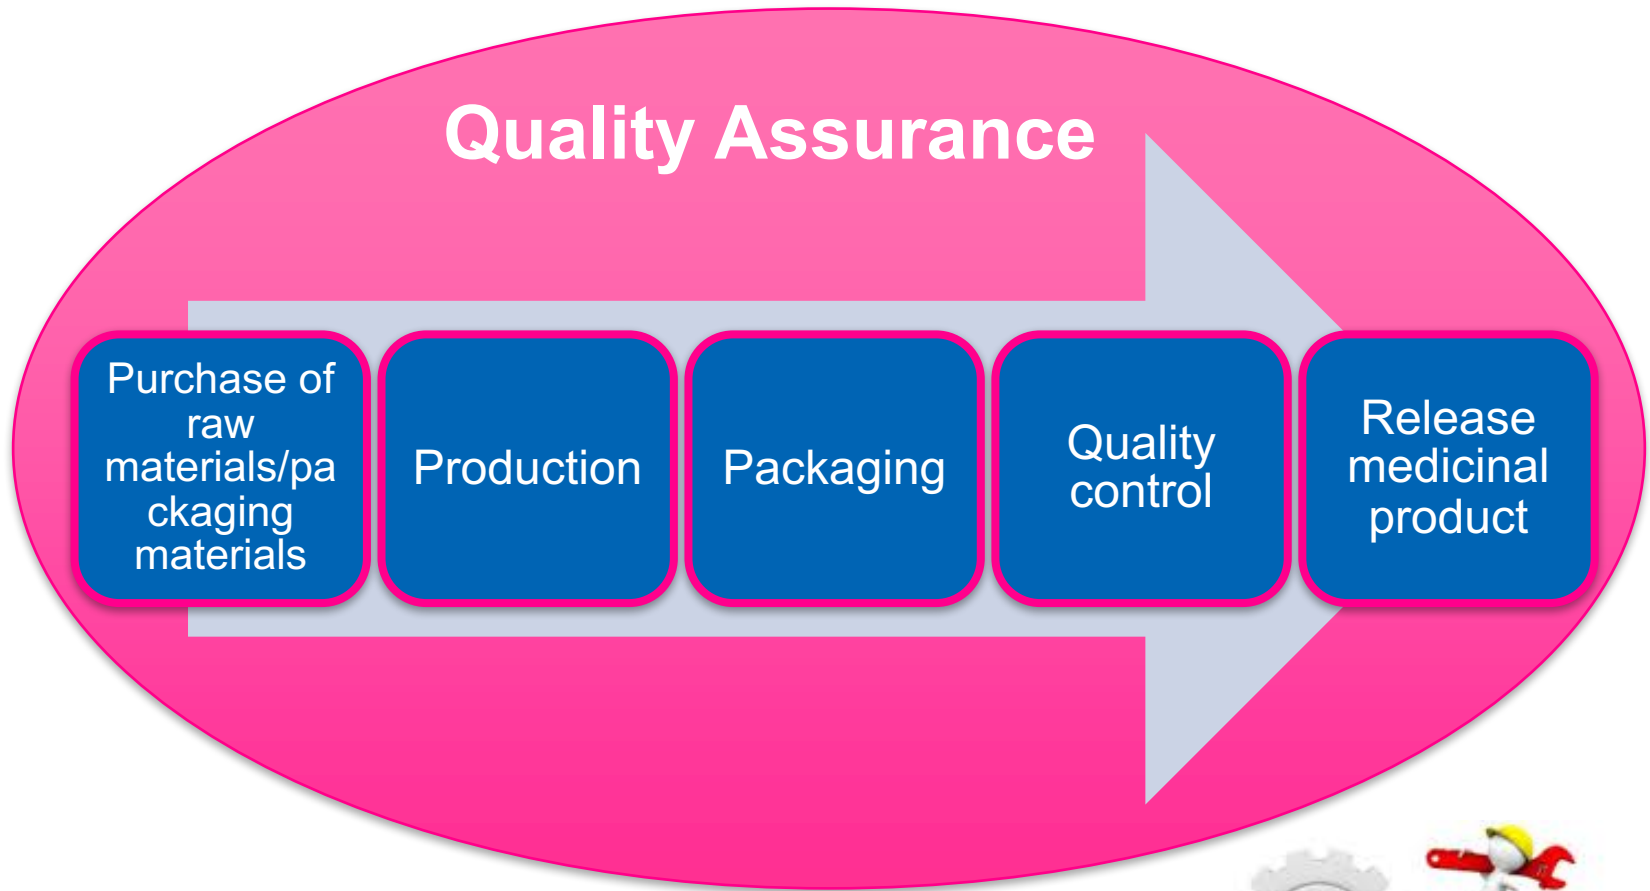 Quality Assurance
Purchase of
raw
materials/pa
ckaging
materials
Production
Packaging
Quality
control
Release
medicinal
product